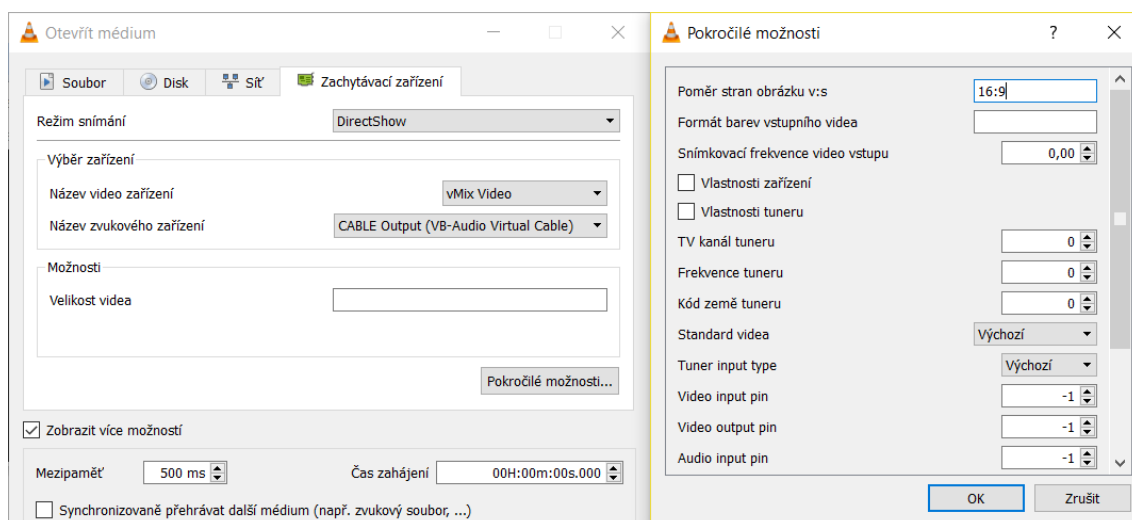 Otevřít médium
Soubor
Disk
Síť
Zachytávací zařízení
Režim snímání
DirectShow
Výběr zařízení
Název video zařízení
vMix Video
Název zvukového zařízení
CABLE Output (VB-Audio Virtual Cable)
Možnosti
Velikost videa
Pokročilé možnosti...
Zobrazit více možností
Mezipaměť
500 ms
Čas zahájení
00H:00m:00s.000
Synchronizovaně přehrávat další médium (např. zvukový soubor, ...)
Pokročilé možnosti
?
Poměr stran obrázku v:s
16:9
Formát barev vstupního videa
Snímkovací frekvence video vstupu
0,00
Vlastnosti zařízení
Vlastnosti tuneru
TV kanál tuneru
0
Frekvence tuneru
0
Kód země tuneru
0
Standard videa
Výchozí
Tuner input type
Výchozí
Video input pin
-1
Video output pin
-1
Audio input pin
-1
OK
Zrušit